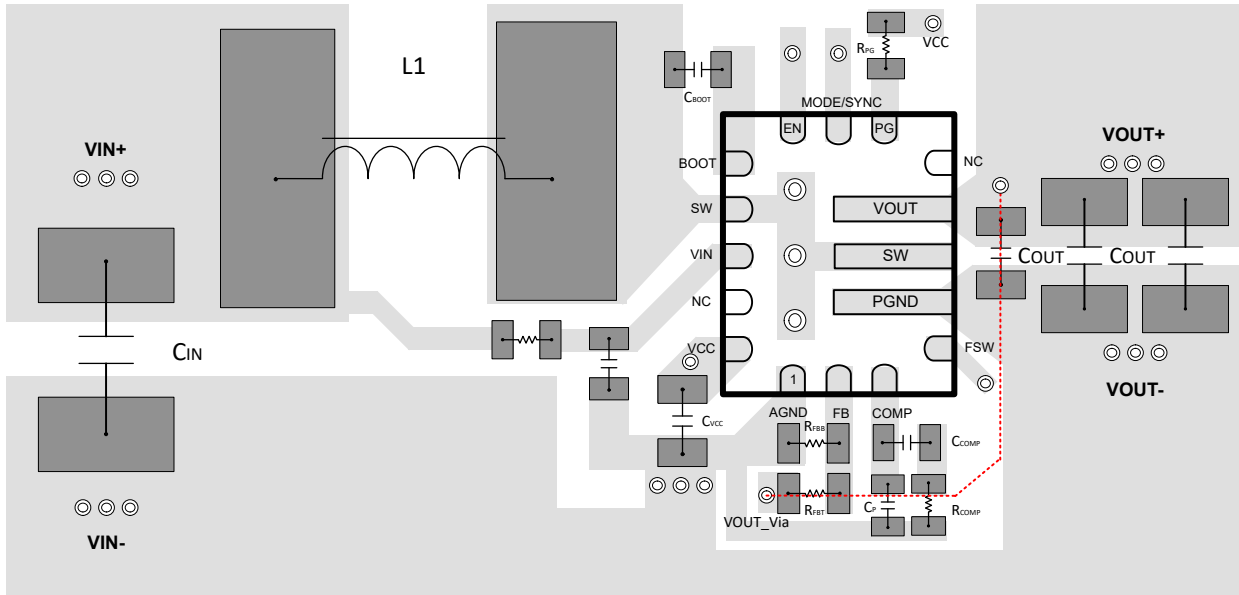 VCC
RPG
L1
CBOOT
MODE/SYNC
EN
PG
VIN+
VOUT+
BOOT
NC
SW
VOUT
VIN
SW
COUT
COUT
NC
PGND
CIN
VCC
FSW
VOUT-
1
CVCC
AGND
FB
COMP
RFBB
CCOMP
VIN-
VOUT_Via
RFBT
CP
RCOMP